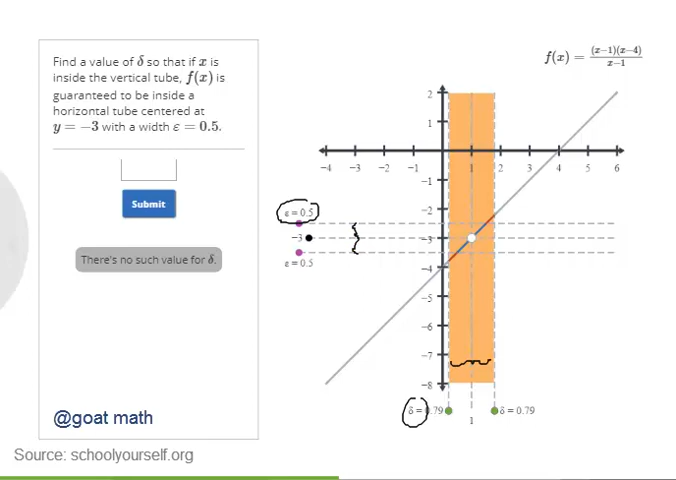 f(x) = (x−1)(x−4)/x−1
Find a value of δ so that if x is
inside the vertical tube, f(x) is
guaranteed to be inside a
horizontal tube centered at
y = −3 with a width ε = 0.5.
Submit
There's no such value for δ.
@goat math
Source: schoolyourself.org
2
1
−4 −3 −2 −1 1 2 3 4 5 6
−1
−2
ε = 0.5
−3 −3
ε = 0.5
−4
−5
−6
−7
−8
δ = 0.79 δ = 0.79
1